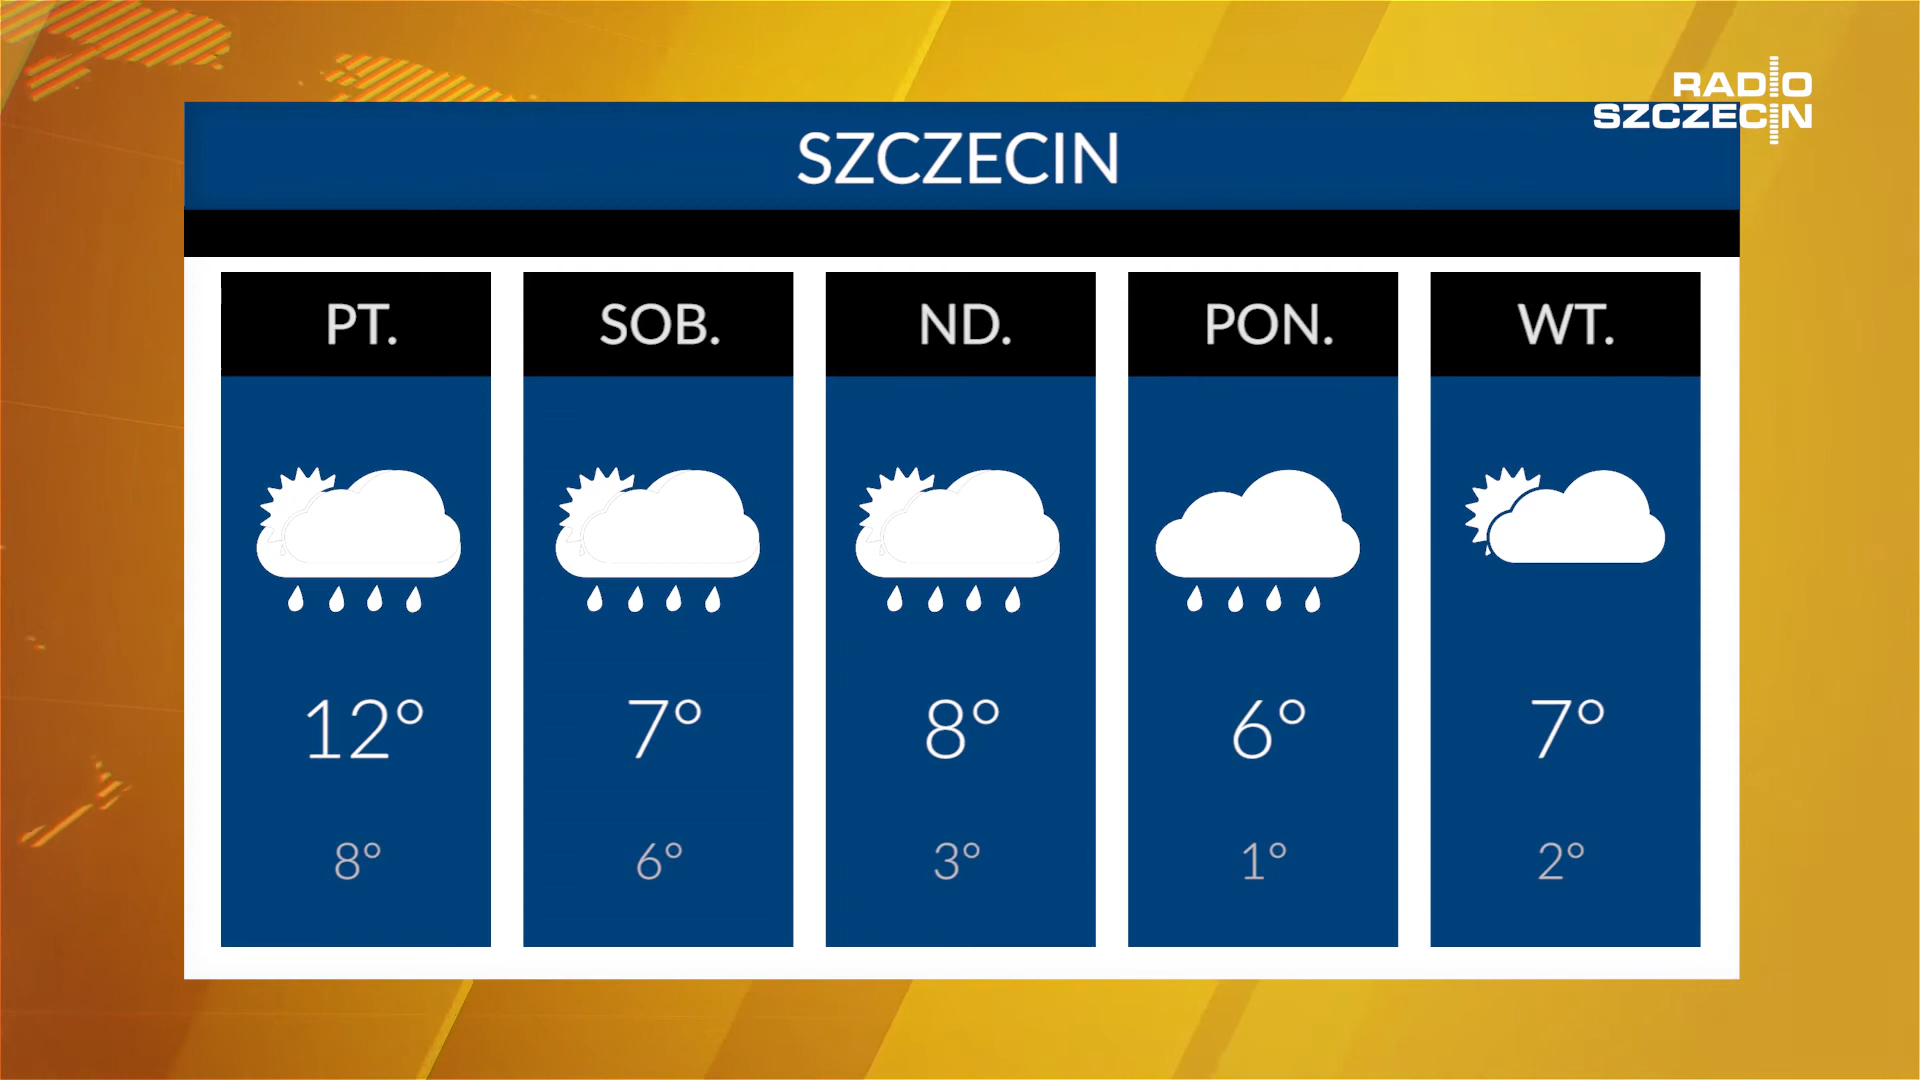 RADIO
SZCZECIN
SZCZECIN
PT.
SOB.
ND.
PON.
WT.
12°
7°
8°
6°
7°
8°
6°
3°
1°
2°